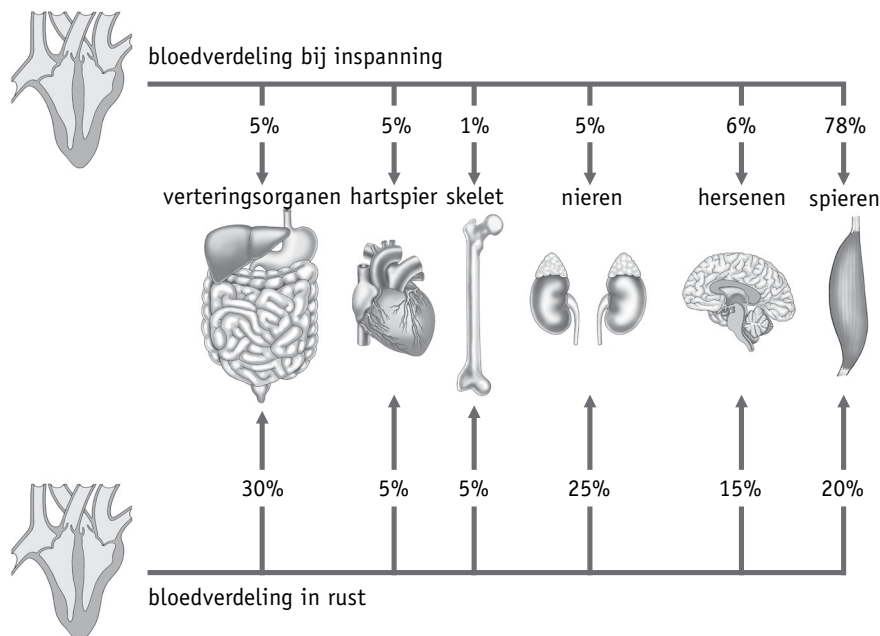 bloedverdeling bij inspanning
5% 5% 1% 5% 6% 78%
verteringsorganen hartspier skelet nieren hersenen spieren
30% 5% 5% 25% 15% 20%
bloedverdeling in rust